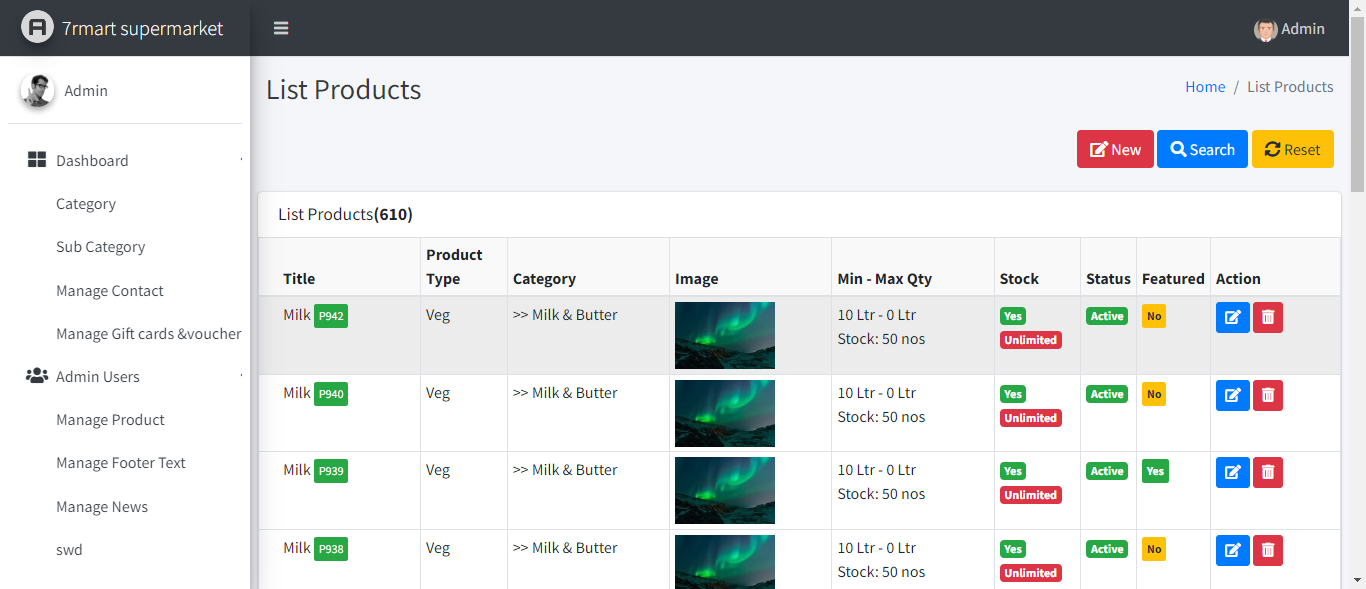 7rmart supermarket
Admin
Admin
List Products
Home / List Products
New Search Reset
Dashboard
Category
Sub Category
Manage Contact
Manage Gift cards &voucher
Admin Users
Manage Product
Manage Footer Text
Manage News
swd
List Products(610)
Title Product Type Category Image Min - Max Qty Stock Status Featured Action
Milk P942 Veg >> Milk & Butter 10 Ltr - 0 Ltr Yes Active No
Stock: 50 nos Unlimited
Milk P940 Veg >> Milk & Butter 10 Ltr - 0 Ltr Yes Active No
Stock: 50 nos Unlimited
Milk P939 Veg >> Milk & Butter 10 Ltr - 0 Ltr Yes Active Yes
Stock: 50 nos Unlimited
Milk P938 Veg >> Milk & Butter 10 Ltr - 0 Ltr Yes Active No
Stock: 50 nos Unlimited